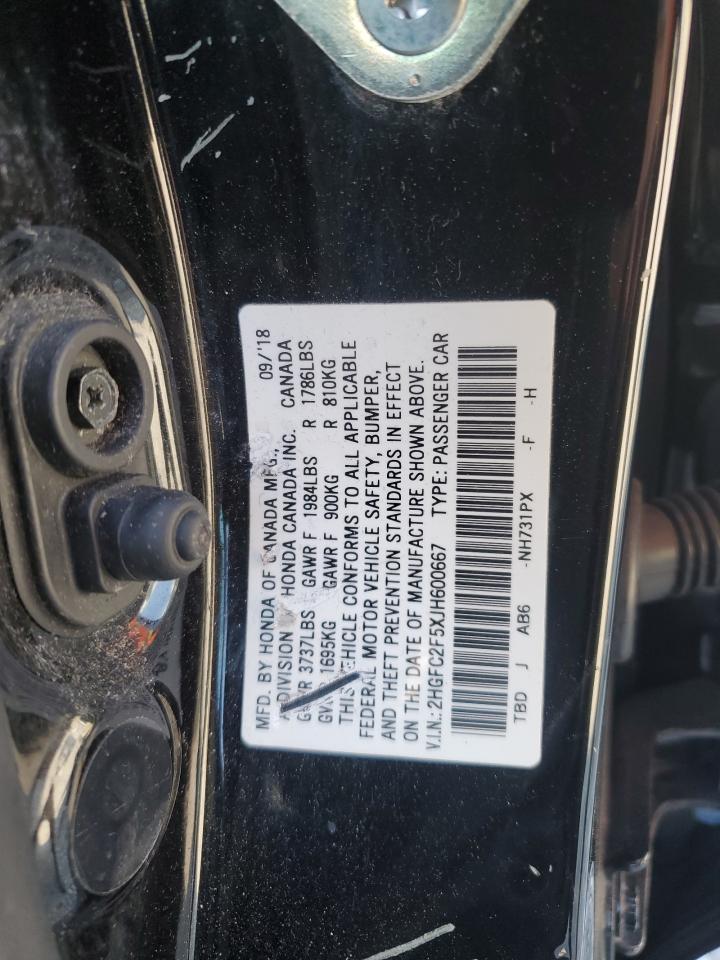 MFD. BY HONDA OF CANADA MFG., 09/'18
A DIVISION OF HONDA CANADA INC. CANADA
GVWR 3737LBS GAWR F 1984LBS R 1786LBS
GVWR 1695KG GAWR F 900KG R 810KG
THIS VEHICLE CONFORMS TO ALL APPLICABLE
FEDERAL MOTOR VEHICLE SAFETY, BUMPER,
AND THEFT PREVENTION STANDARDS IN EFFECT
ON THE DATE OF MANUFACTURE SHOWN ABOVE.
V.I.N.: 2HGFC2F5XJH600667 TYPE: PASSENGER CAR
TBD J AB6 -NH731PX -F -H